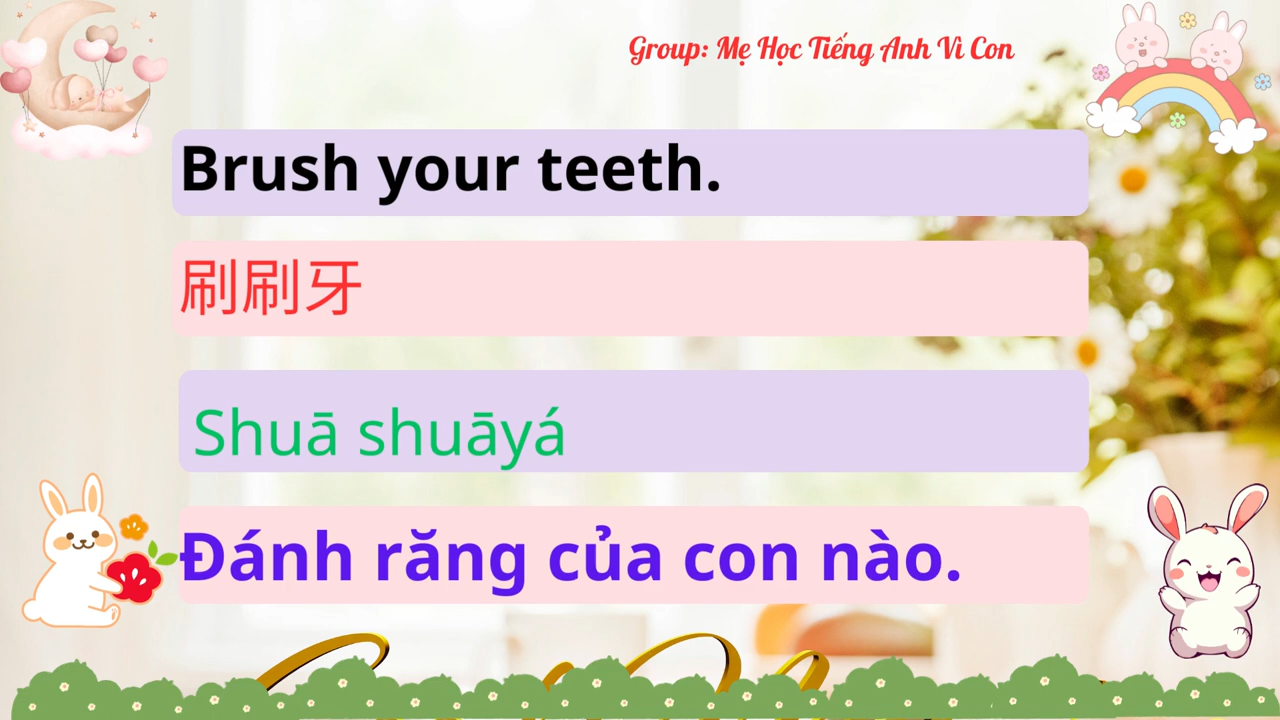 Group: Mẹ Học Tiếng Anh Vì Con
Brush your teeth.
刷刷牙
Shuā shuāyá
Đánh răng của con nào.